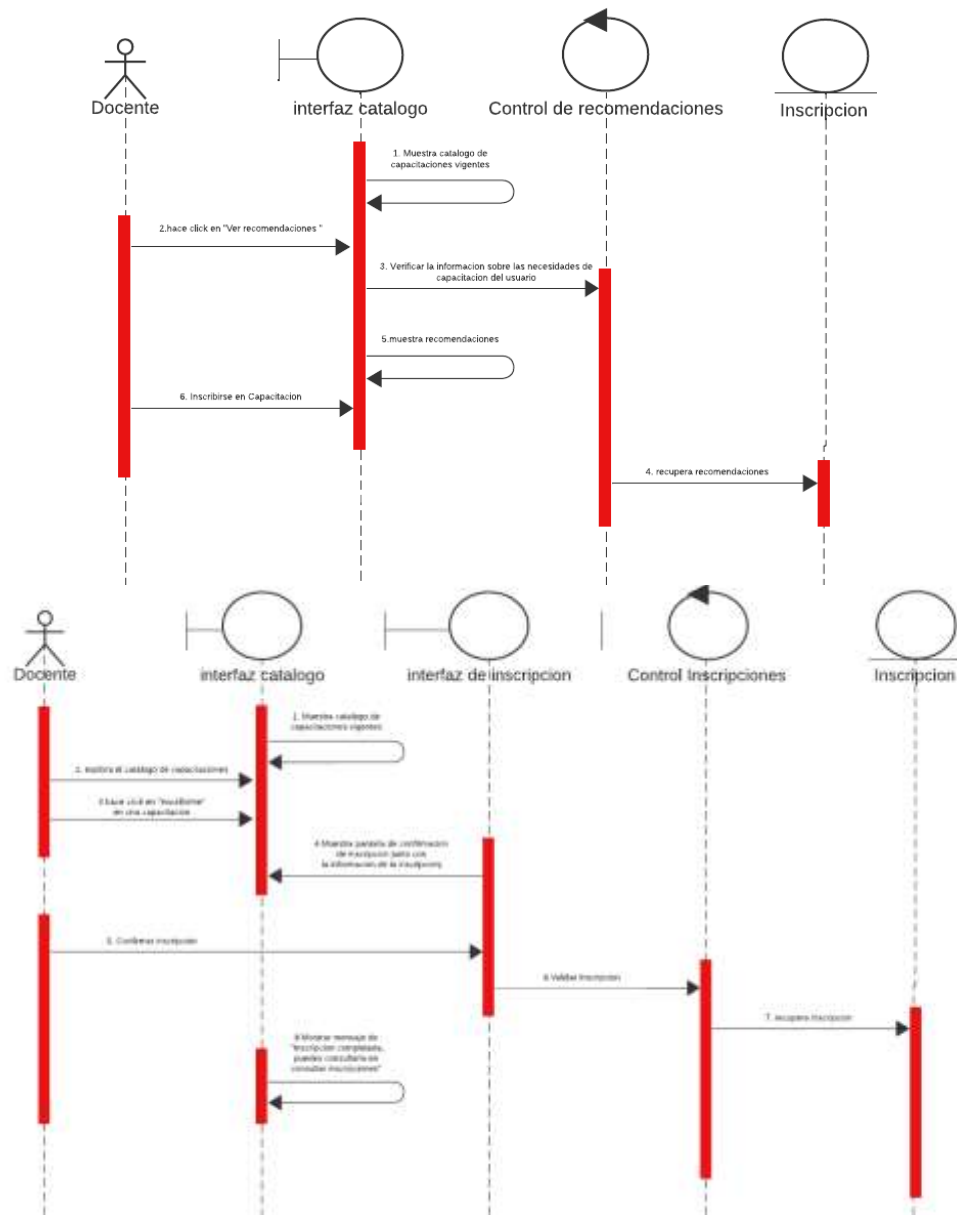 Docente
interfaz catalogo
Control de recomendaciones
Inscripcion
1. Muestra catalogo de
capacitaciones vigentes
2.hace click en "Ver recomendaciones "
3. Verificar la informacion sobre las necesidades de
capacitacion del usuario
5.muestra recomendaciones
6. Inscribirse en Capacitacion
4. recupera recomendaciones
Docente
interfaz catalogo
interfaz de inscripcion
Control Inscripciones
Inscripcion
1. Muestra catalogo de
capacitaciones vigentes
2. explora el catalogo de capacitaciones
3.hace click en "inscribirse"
en una capacitacion
4 Muestra pantalla de confirmacion
de inscripcion junto con
la informacion de la inscripcion
5. Confirmar inscripcion
6 Validar Inscripcion
7. recupera inscripcion
8 Mostrar mensaje de
"Inscripcion completada,
puedes consultarla en
consultar inscripciones"